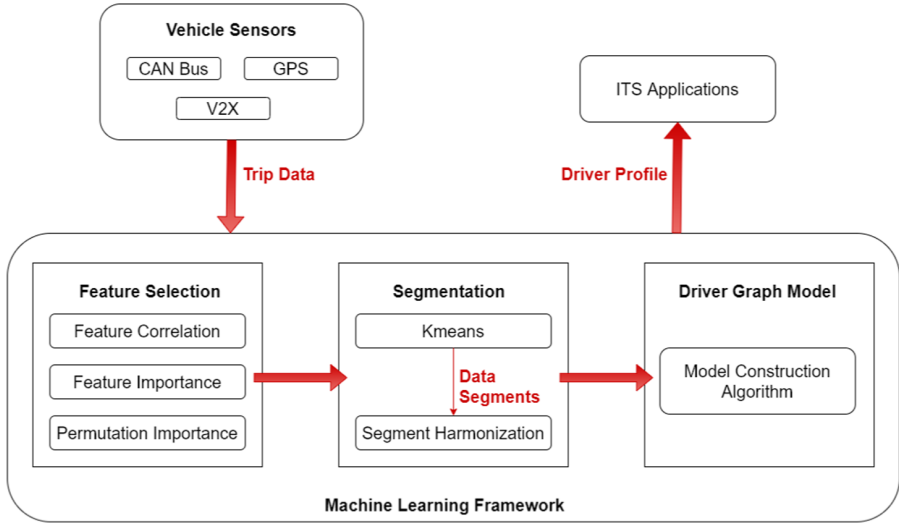 Vehicle Sensors
CAN Bus
GPS
V2X
ITS Applications
Trip Data
Driver Profile
Feature Selection
Feature Correlation
Feature Importance
Permutation Importance
Segmentation
Kmeans
Data
Segments
Segment Harmonization
Driver Graph Model
Model Construction
Algorithm
Machine Learning Framework